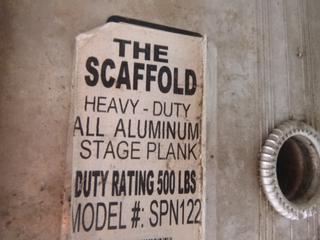 THE
SCAFFOLD
HEAVY - DUTY
ALL ALUMINUM
STAGE PLANK
DUTY RATING 500 LBS
MODEL #: SPN122